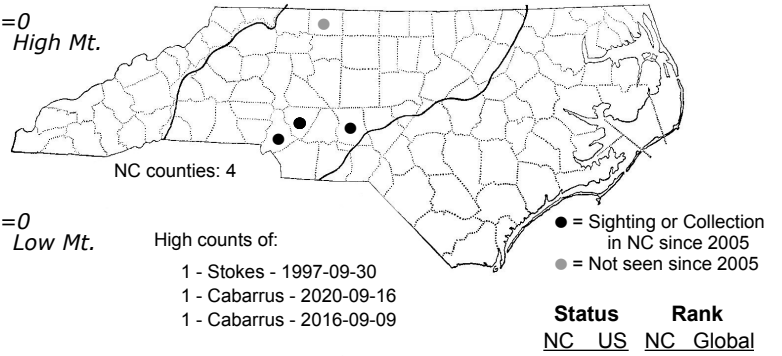 =0
High Mt.
NC counties: 4
=0
Low Mt.
High counts of:
1 - Stokes - 1997-09-30
1 - Cabarrus - 2020-09-16
1 - Cabarrus - 2016-09-09
= Sighting or Collection
in NC since 2005
= Not seen since 2005
Status Rank
NC US NC Global